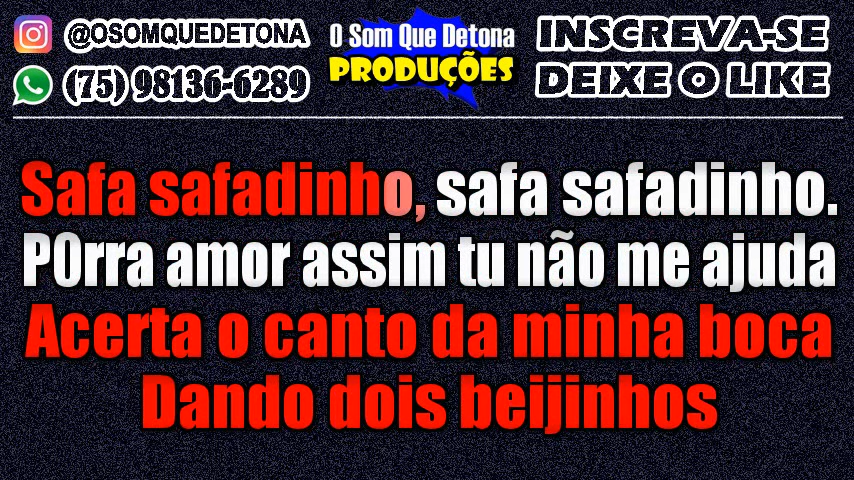 @OSOMQUEDETONA
(75) 98136-6289
O Som Que Detona
PRODUÇÕES
INSCREVA-SE
DEIXE O LIKE
Safa safadinho, safa safadinho.
P0rra amor assim tu não me ajuda
Acerta o canto da minha boca
Dando dois beijinhos